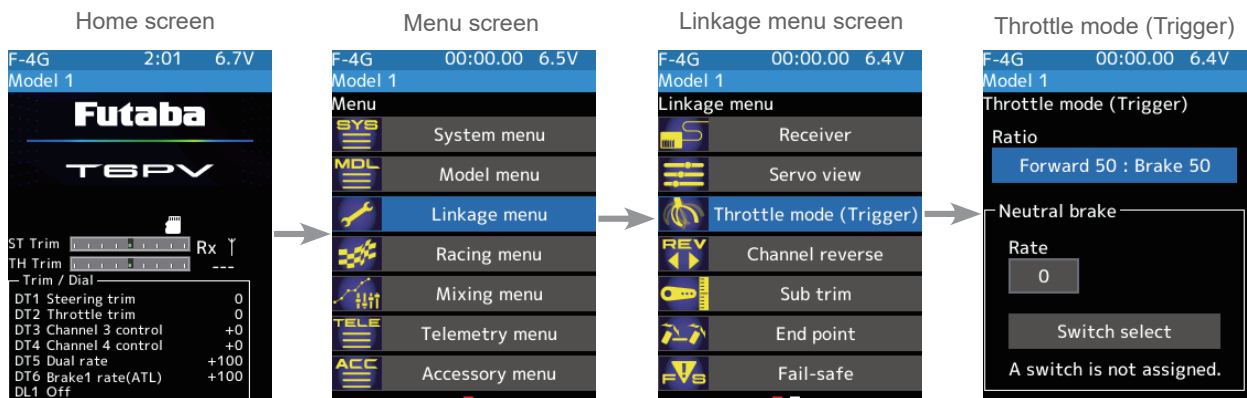 Home screen
F-4G 2:01 6.7V
Model 1
Futaba
T6PV
ST Trim Rx
TH Trim ---
Trim / Dial
DT1 Steering trim 0
DT2 Throttle trim 0
DT3 Channel 3 control +0
DT4 Channel 4 control +0
DT5 Dual rate +100
DT6 Brake1 rate(ATL) +100
DL1 Off
Menu screen
F-4G 00:00.00 6.5V
Model 1
Menu
SYS System menu
MDL Model menu
Linkage menu
Racing menu
Mixing menu
TELE Telemetry menu
ACC Accessory menu
Linkage menu screen
F-4G 00:00.00 6.4V
Model 1
Linkage menu
Receiver
Servo view
Throttle mode (Trigger)
REV Channel reverse
Sub trim
End point
F/S Fail-safe
Throttle mode (Trigger)
F-4G 00:00.00 6.4V
Model 1
Throttle mode (Trigger)
Ratio
Forward 50 : Brake 50
Neutral brake
Rate
0
Switch select
A switch is not assigned.